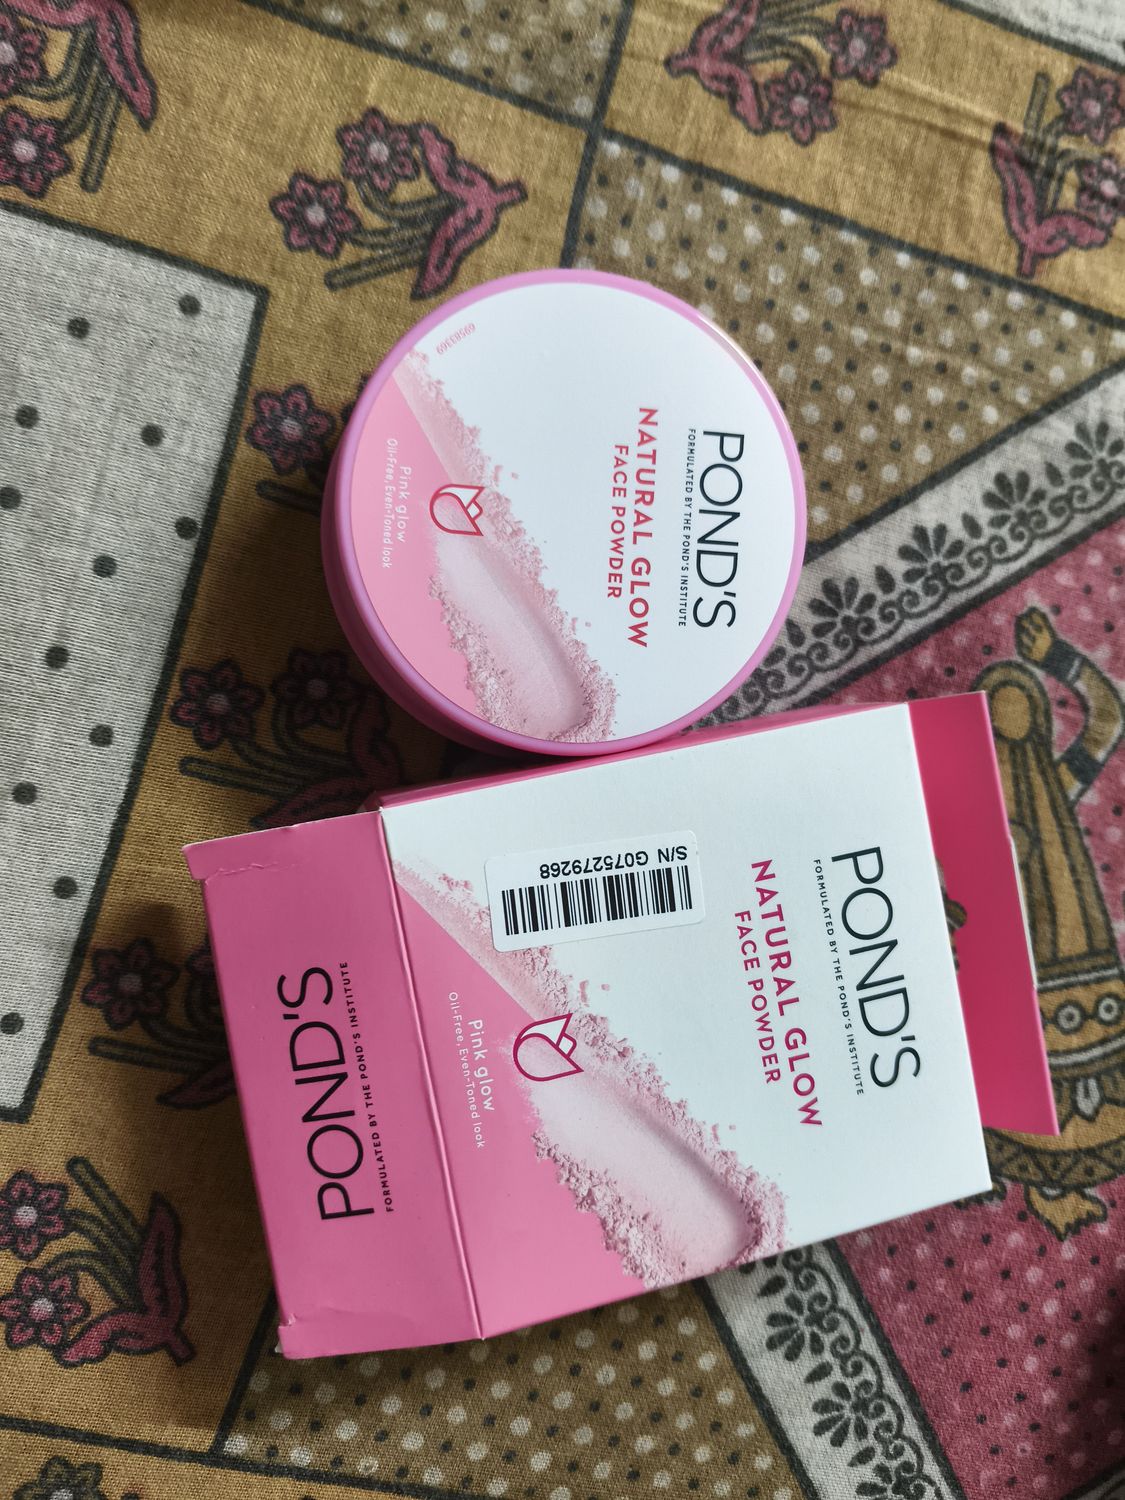 POND'S
FORMULATED BY THE POND'S INSTITUTE
NATURAL GLOW
FACE POWDER
Pink glow
Oil-Free, Even-Toned look
69583369
POND'S
FORMULATED BY THE POND'S INSTITUTE
NATURAL GLOW
FACE POWDER
S/N G075279268
Pink glow
Oil-Free, Even-Toned look
POND'S
FORMULATED BY THE POND'S INSTITUTE